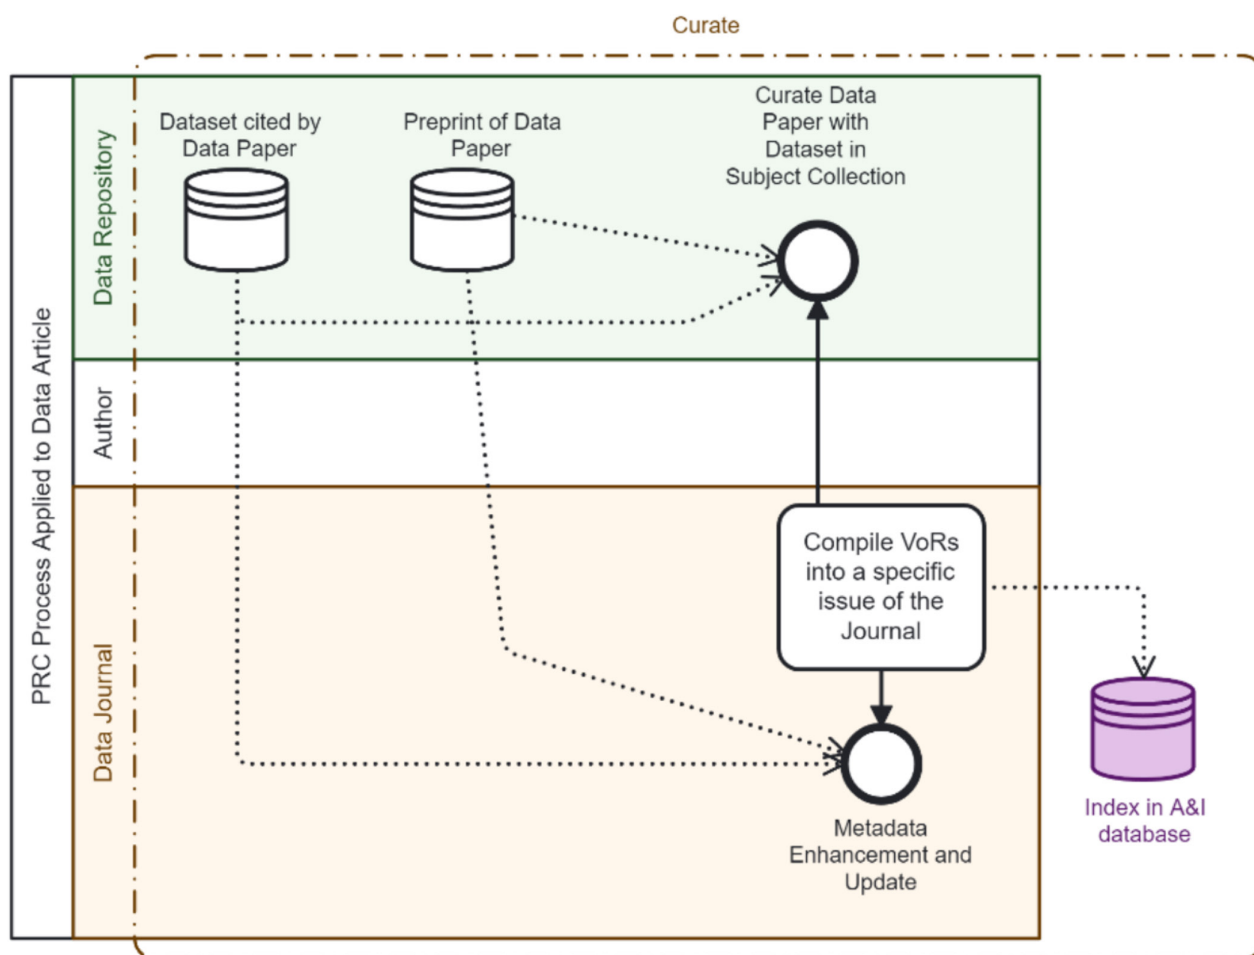 Curate
PRC Process Applied to Data Article
Data Repository
Dataset cited by
Data Paper
Preprint of Data
Paper
Curate Data
Paper with
Dataset in
Subject Collection
Author
Data Journal
Compile VoRs
into a specific
issue of the
Journal
Metadata
Enhancement and
Update
Index in A&I
database